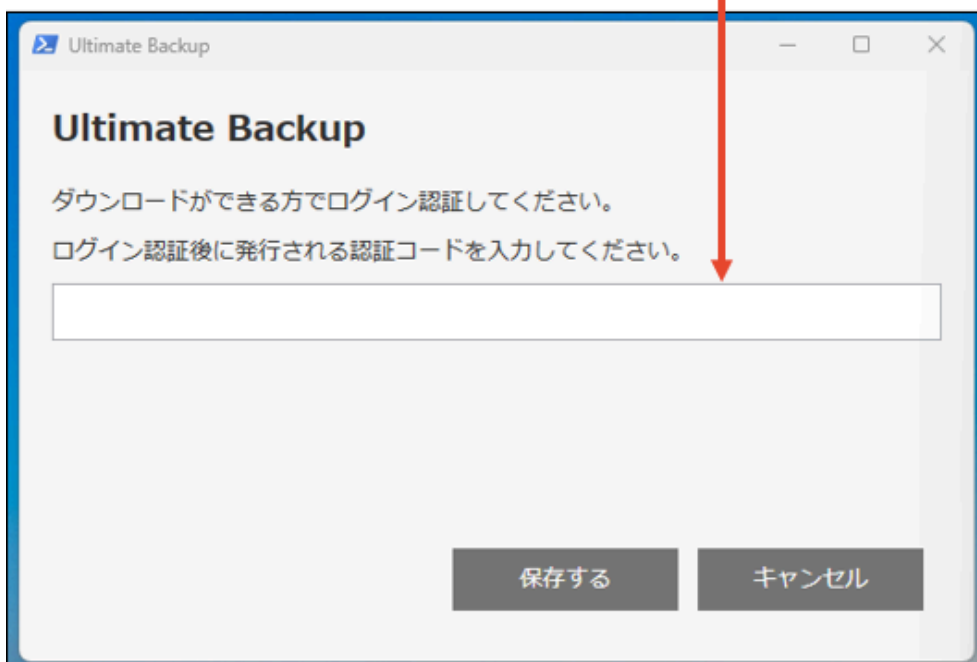 Ultimate Backup
Ultimate Backup
ダウンロードができる方でログイン認証してください。
ログイン認証後に発行される認証コードを入力してください。
保存する
キャンセル